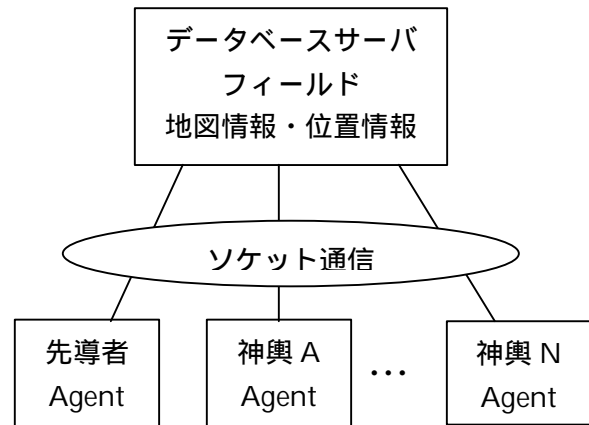 データベースサーバ
フィールド
地図情報・位置情報
ソケット通信
先導者
Agent
神輿 A
Agent
…
神輿 N
Agent